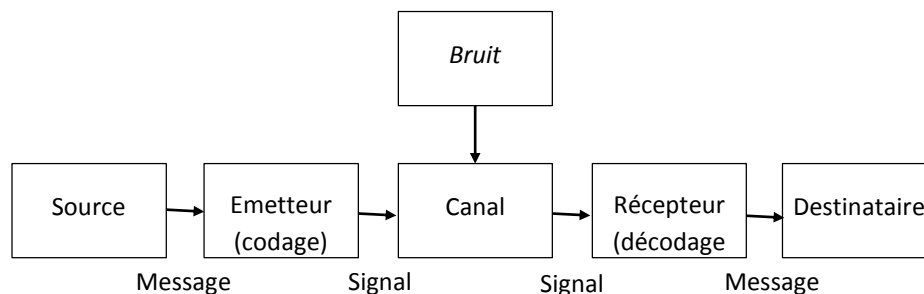 Bruit
Source
Emetteur
(codage)
Canal
Récepteur
(décodage
Destinataire
Message
Signal
Signal
Message